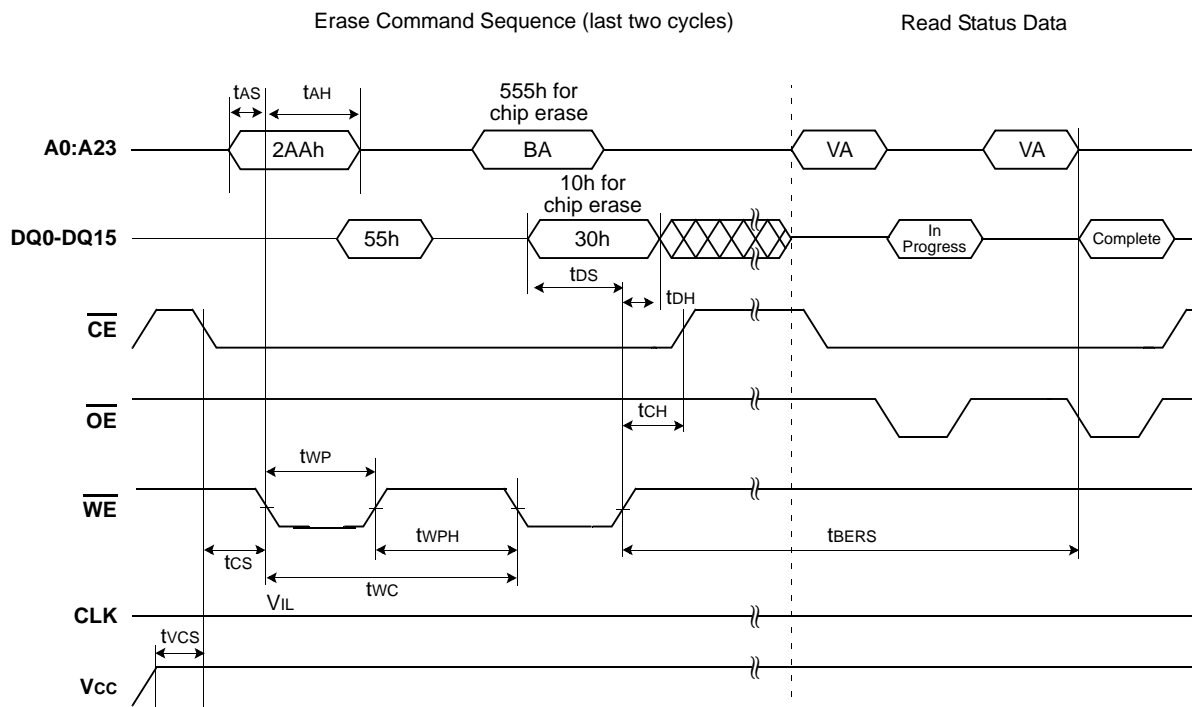 Erase Command Sequence (last two cycles)
Read Status Data
tAS
tAH
555h for
chip erase
A0:A23
2AAh
BA
VA
VA
10h for
chip erase
DQ0-DQ15
55h
30h
In
Progress
Complete
tDS
tDH
CE
OE
tCH
tWP
WE
tWPH
tBERS
tCS
tWC
VIL
CLK
tVCS
VCC